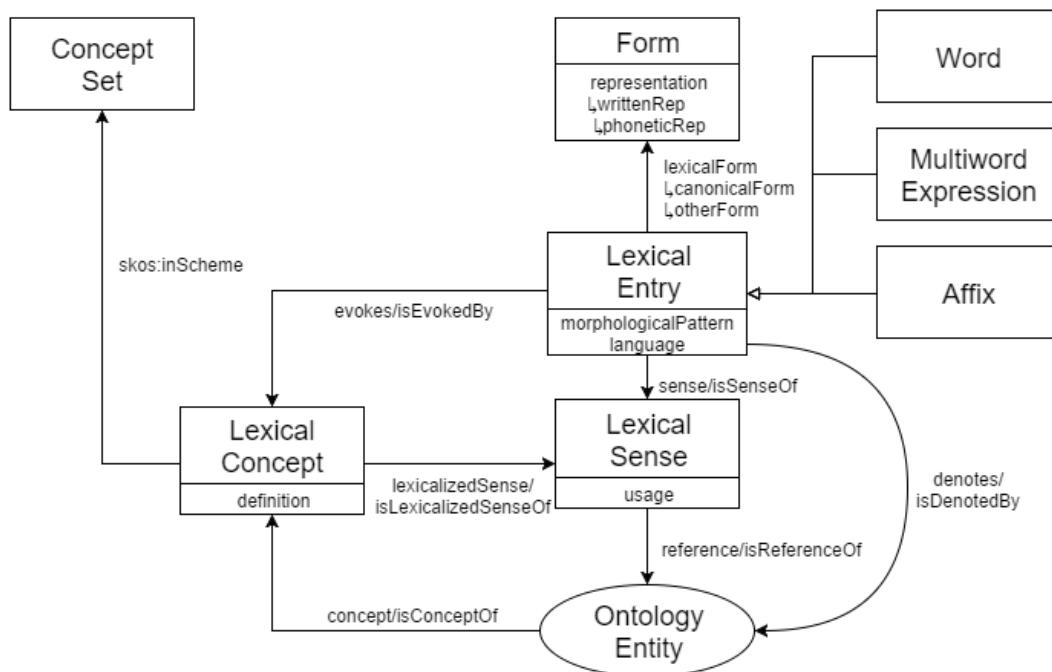 Concept
Set
Form
representation
↳writtenRep
↳phoneticRep
Word
Multiword
Expression
Affix
lexicalForm
↳canonicalForm
↳otherForm
skos:inScheme
Lexical
Entry
morphologicalPattern
language
evokes/isEvokedBy
sense/isSenseOf
Lexical
Concept
definition
lexicalizedSense/
isLexicalizedSenseOf
Lexical
Sense
usage
denotes/
isDenotedBy
reference/isReferenceOf
concept/isConceptOf
Ontology
Entity